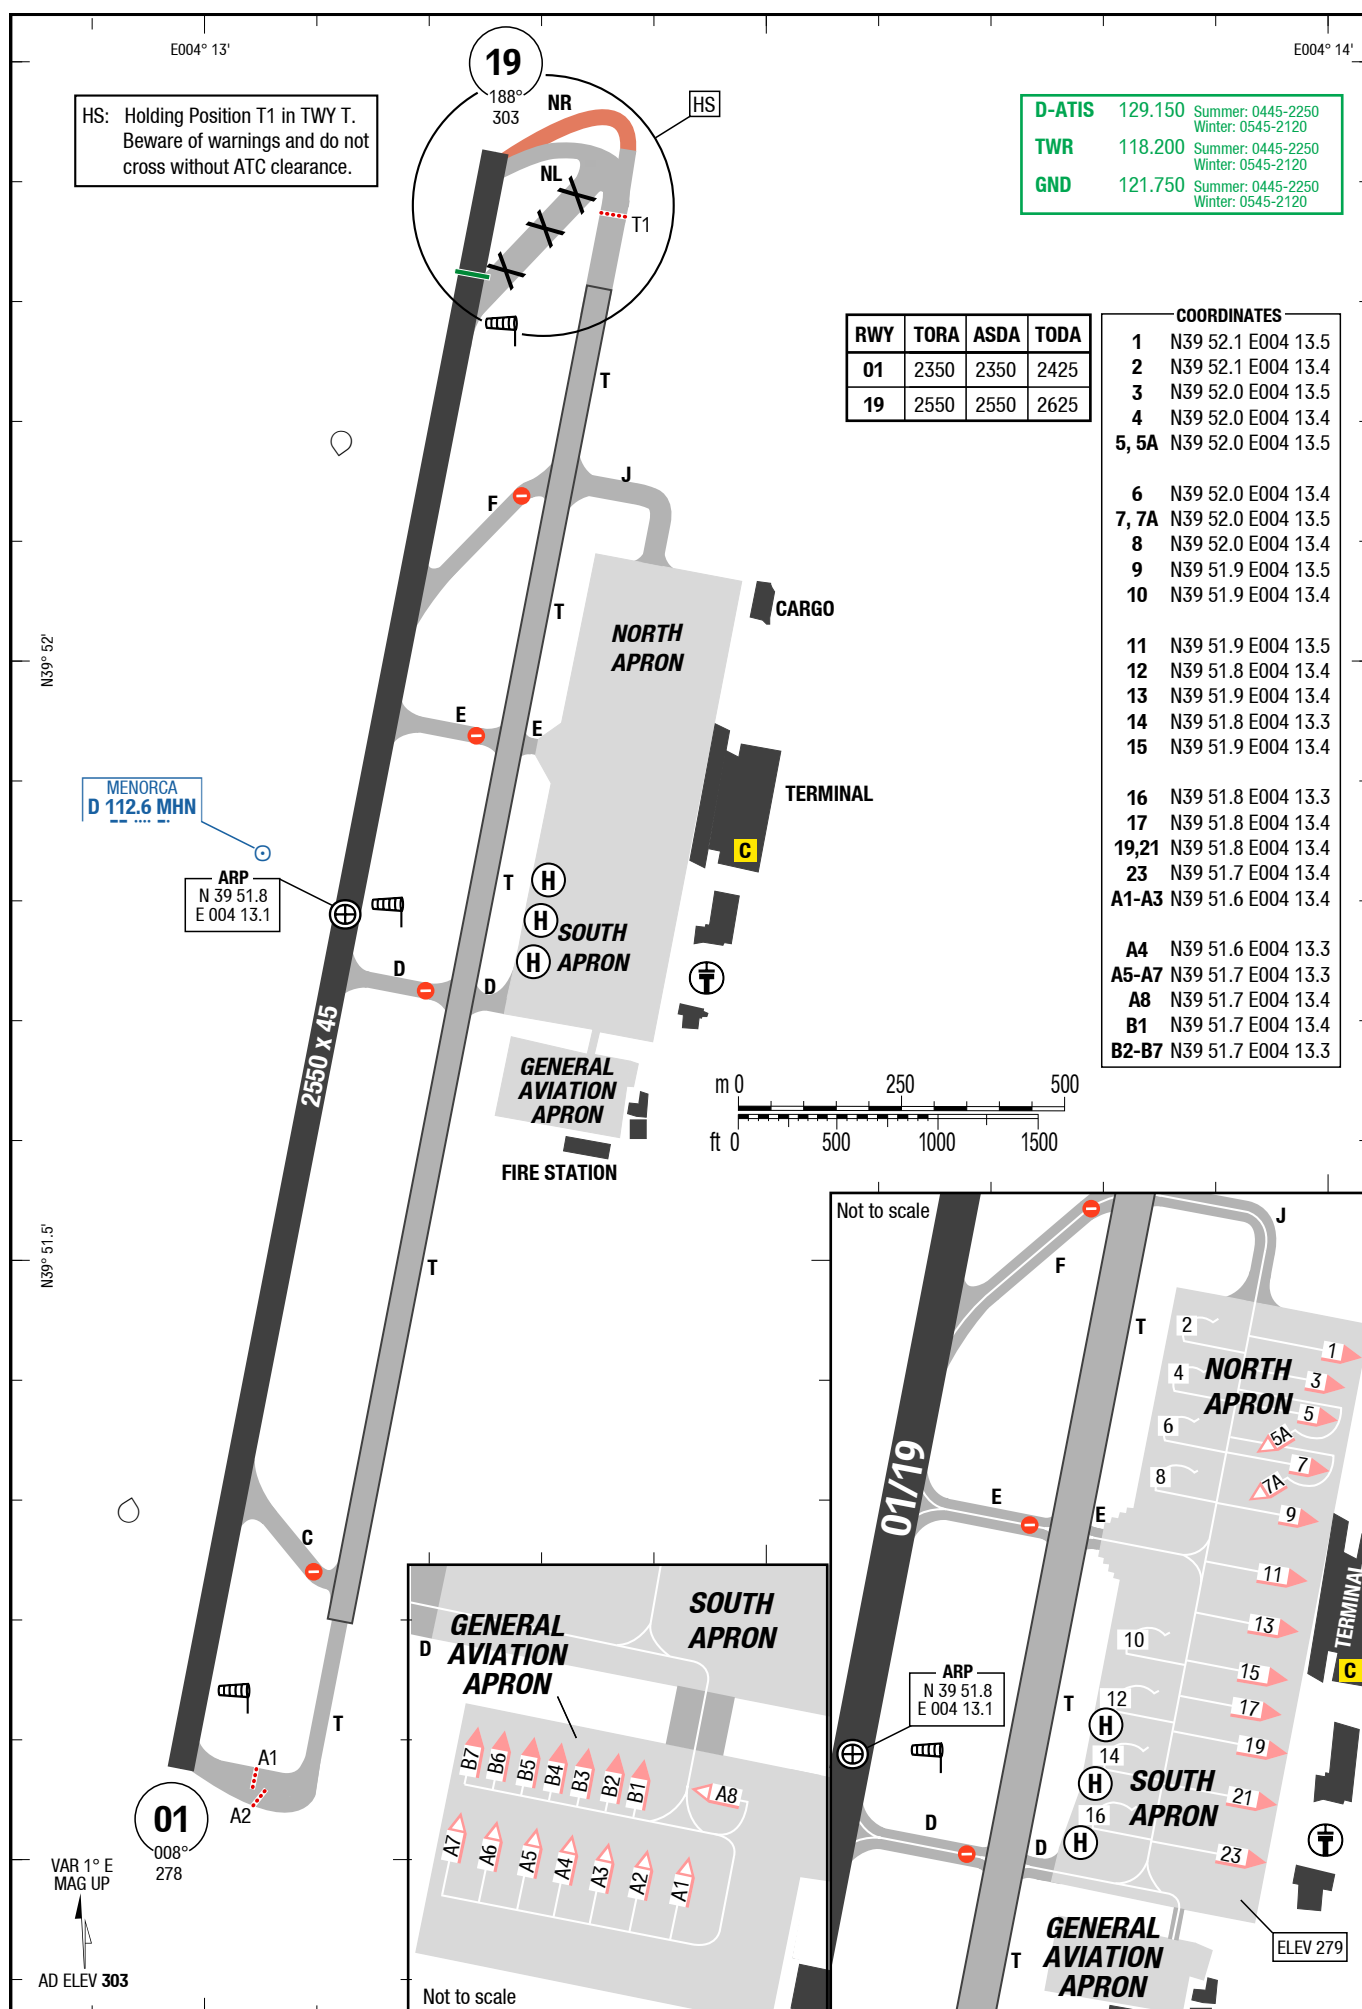 E004° 13'
E004° 14'
19
188°
303
NR
HS
HS: Holding Position T1 in TWY T.
Beware of warnings and do not
cross without ATC clearance.
NL
T1
D-ATIS 129.150 Summer: 0445-2250
Winter: 0545-2120
TWR 118.200 Summer: 0445-2250
Winter: 0545-2120
GND 121.750 Summer: 0445-2250
Winter: 0545-2120
RWY TORA ASDA TODA
01 2350 2350 2425
19 2550 2550 2625
COORDINATES
1 N39 52.1 E004 13.5
2 N39 52.1 E004 13.4
3 N39 52.0 E004 13.5
4 N39 52.0 E004 13.4
5, 5A N39 52.0 E004 13.5
6 N39 52.0 E004 13.4
7, 7A N39 52.0 E004 13.5
8 N39 52.0 E004 13.4
9 N39 51.9 E004 13.5
10 N39 51.9 E004 13.4
11 N39 51.9 E004 13.5
12 N39 51.8 E004 13.4
13 N39 51.9 E004 13.4
14 N39 51.8 E004 13.3
15 N39 51.9 E004 13.4
16 N39 51.8 E004 13.3
17 N39 51.8 E004 13.4
19,21 N39 51.8 E004 13.4
23 N39 51.7 E004 13.4
A1-A3 N39 51.6 E004 13.4
A4 N39 51.6 E004 13.3
A5-A7 N39 51.7 E004 13.3
A8 N39 51.7 E004 13.4
B1 N39 51.7 E004 13.4
B2-B7 N39 51.7 E004 13.3
T
J
F
T
CARGO
NORTH
APRON
N39° 52'
E
E
TERMINAL
C
MENORCA
D 112.6 MHN
ARP
N 39 51.8
E 004 13.1
T
H
H
H
SOUTH
APRON
D
D
2550 x 45
GENERAL
AVIATION
APRON
FIRE STATION
m 0 250 500
ft 0 500 1000 1500
N39° 51.5'
T
C
T
A1
A2
01
008°
278
VAR 1° E
MAG UP
AD ELEV 303
SOUTH
APRON
GENERAL
AVIATION
APRON
D
B7
B6
B5
B4
B3
B2
B1
A8
A7
A6
A5
A4
A3
A2
A1
Not to scale
Not to scale
J
F
T
2
1
NORTH
APRON
4
3
5
6
5A
7
8
7A
9
01/19
E
E
11
TERMINAL
C
13
10
15
ARP
N 39 51.8
E 004 13.1
T
12
17
H
19
14
H
SOUTH
APRON
21
16
H
D
D
23
ELEV 279
GENERAL
AVIATION
APRON
T